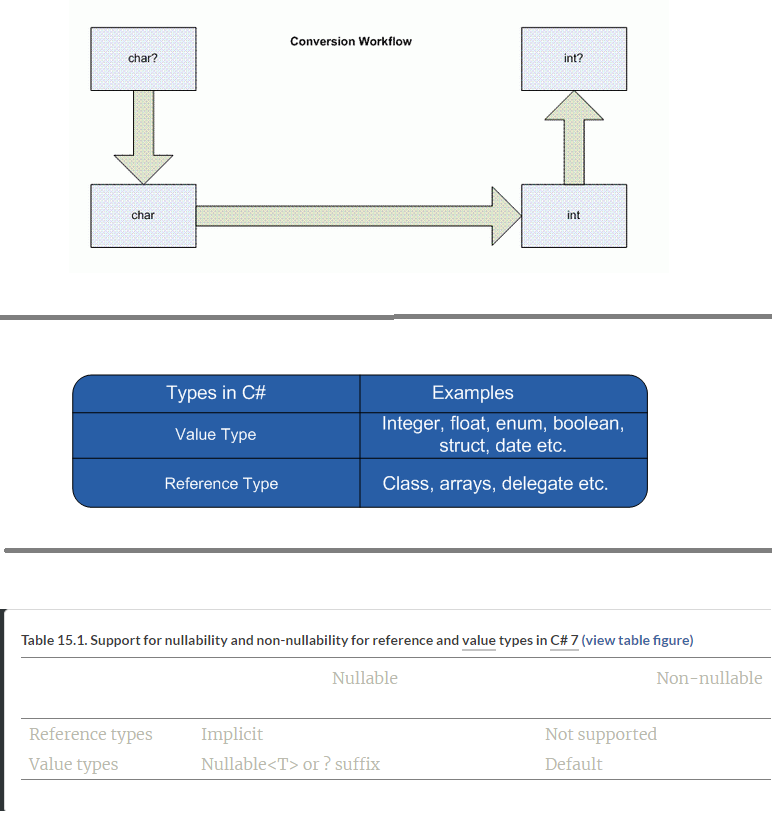 Conversion Workflow
char?
int?
char
int
Types in C#
Examples
Value Type
Integer, float, enum, boolean,
struct, date etc.
Reference Type
Class, arrays, delegate etc.
Table 15.1. Support for nullability and non-nullability for reference and value types in C# 7 (view table figure)
Nullable
Non-nullable
Reference types
Implicit
Not supported
Value types
Nullable<T> or ? suffix
Default